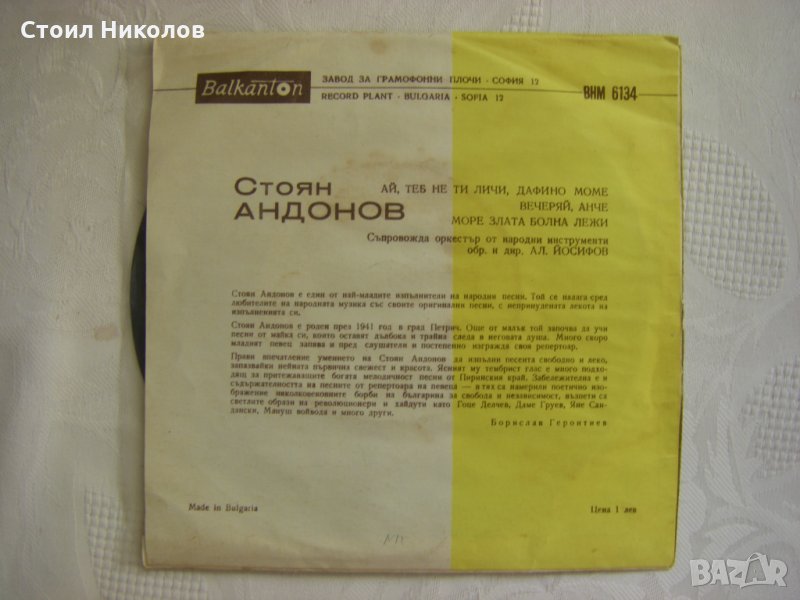 Стоил Николов
Balkanton
ЗАВОД ЗА ГРАМОФОННИ ПЛОЧИ · СОФИЯ 12
RECORD PLANT · BULGARIA · SOFIA 12
ВНМ 6134
Стоян
АНДОНОВ
АЙ, ТЕБ НЕ ТИ ЛИЧИ, ДАФИНО МОМЕ
ВЕЧЕРЯЙ, АНЧЕ
МОРЕ ЗЛАТА БОЛНА ЛЕЖИ
Съпровожда оркестър от народни инструменти
обр. и дир. АЛ. ЙОСИФОВ
Стоян Андонов е един от най-младите изпълнители на народни песни. Той се налага сред
любителите на народната музика със своите оригинални песни, с непринудената лекота на
изпълненията си.
Стоян Андонов е роден през 1941 год в град Петрич. Още от малък той започва да учи
песни от майка си, които оставят дълбока и трайна следа в неговата душа. Много скоро
младият певец запява и пред слушатели и постепенно изгражда своя репертоар.
Прави впечатление умението на Стоян Андонов да изпълни песента свободно и леко,
запазвайки нейната първична свежест и красота. Ясният му тембрист глас е много подхо-
дящ за притежаващите богата мелодичност песни от Пиринския край. Забележителна е и
съдържателността на песните от репертоара на певеца — в тях са намерили поетично изо-
бражение николковековните борби на българина за свобода и независимост, възпети са
светлите образи на революционери и хайдути като Гоце Делчев, Даме Груев, Яне Сан-
дански, Мануш войвода и много други.
Борислав Геронтиев
Made in Bulgaria
Цена 1 лев
BAZAR